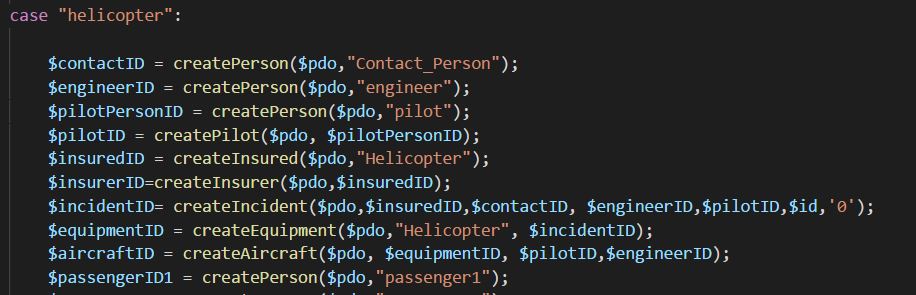 case "helicopter":
$contactID = createPerson($pdo,"Contact_Person");
$engineerID = createPerson($pdo,"engineer");
$pilotPersonID = createPerson($pdo,"pilot");
$pilotID = createPilot($pdo, $pilotPersonID);
$insuredID = createInsured($pdo,"Helicopter");
$insurerID=createInsurer($pdo,$insuredID);
$incidentID= createIncident($pdo,$insuredID,$contactID, $engineerID,$pilotID,$id,'0');
$equipmentID = createEquipment($pdo,"Helicopter", $incidentID);
$aircraftID = createAircraft($pdo, $equipmentID, $pilotID,$engineerID);
$passengerID1 = createPerson($pdo,"passenger1");